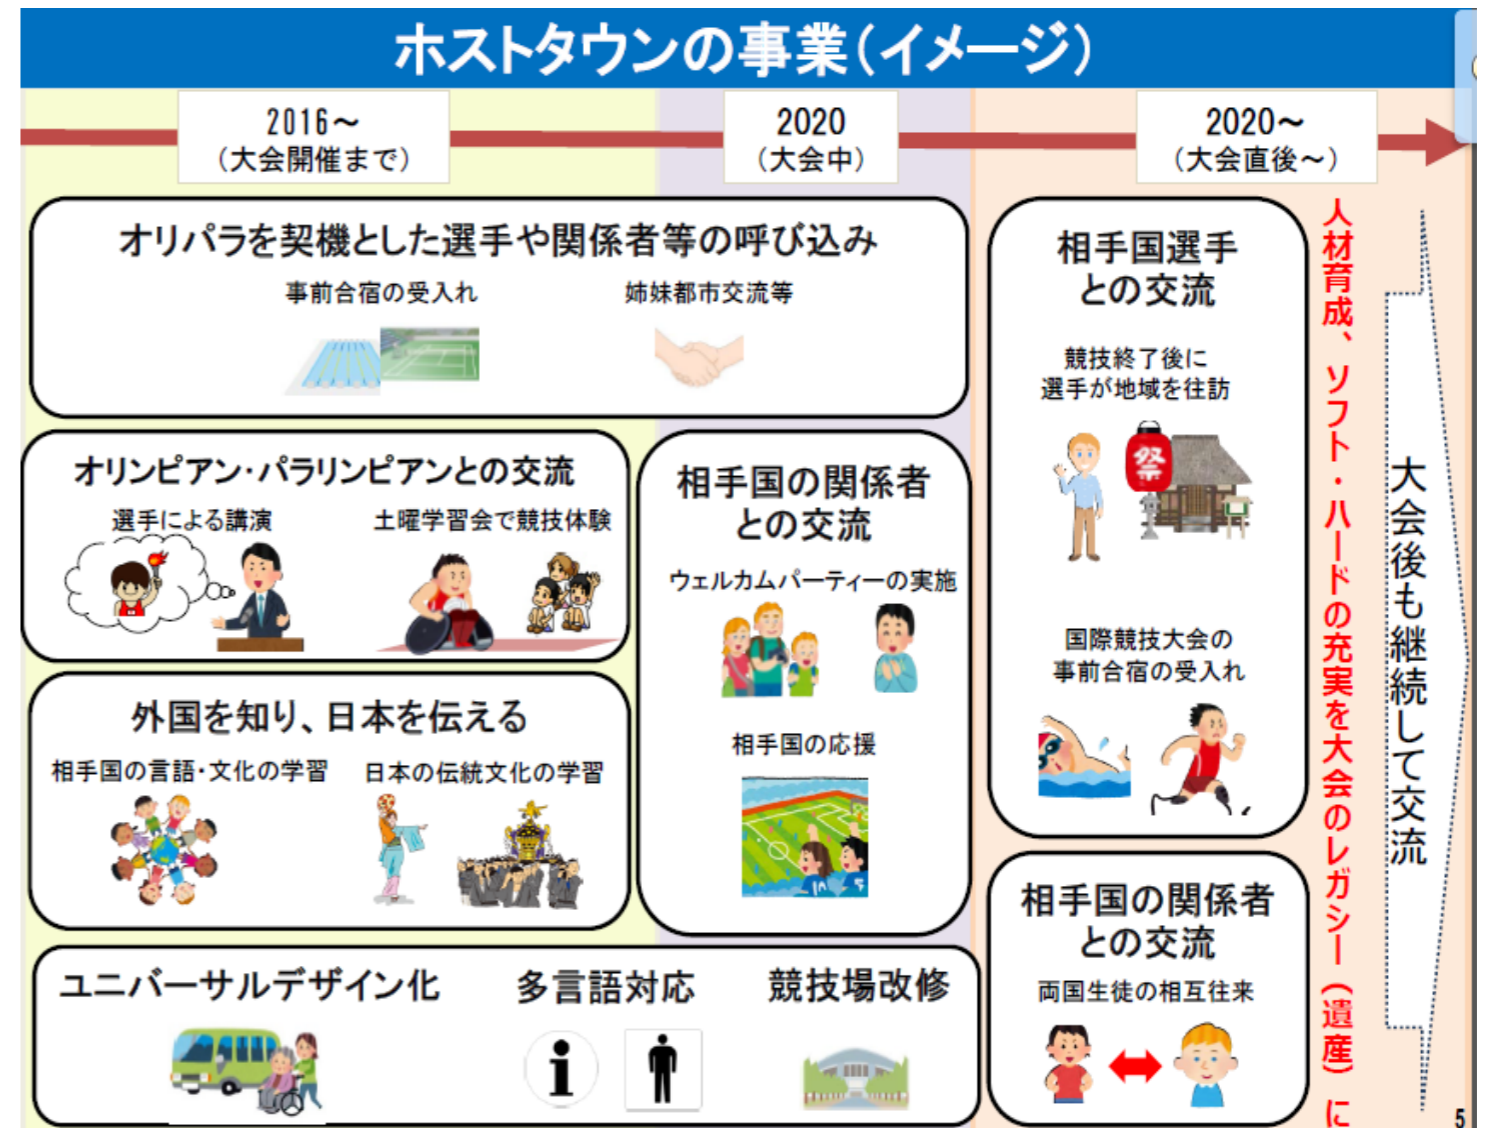 ホストタウンの事業（イメージ）
2016～
（大会開催まで）
2020
（大会中）
2020～
（大会直後～）
オリパラを契機とした選手や関係者等の呼び込み
事前合宿の受入れ
姉妹都市交流等
オリンピアン・パラリンピアンとの交流
選手による講演
土曜学習会で競技体験
外国を知り、日本を伝える
相手国の言語・文化の学習
日本の伝統文化の学習
相手国の関係者
との交流
ウェルカムパーティーの実施
相手国の応援
ユニバーサルデザイン化
多言語対応
競技場改修
i
相手国選手
との交流
競技終了後に
選手が地域を往訪
祭
国際競技大会の
事前合宿の受入れ
相手国の関係者
との交流
両国生徒の相互往来
人材育成、ソフト・ハードの充実を大会のレガシー（遺産）に
大会後も継続して交流
5